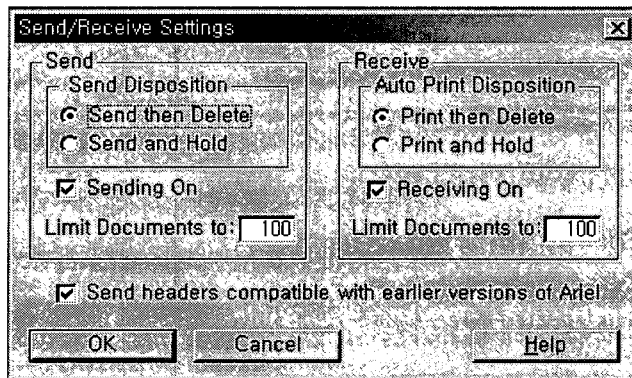 Send/Receive Settings
Send
Send Disposition
Send then Delete
Send and Hold
Sending On
Limit Documents to: 100
Receive
Auto Print Disposition
Print then Delete
Print and Hold
Receiving On
Limit Documents to: 100
Send headers compatible with earlier versions of Ariel
OK
Cancel
Help